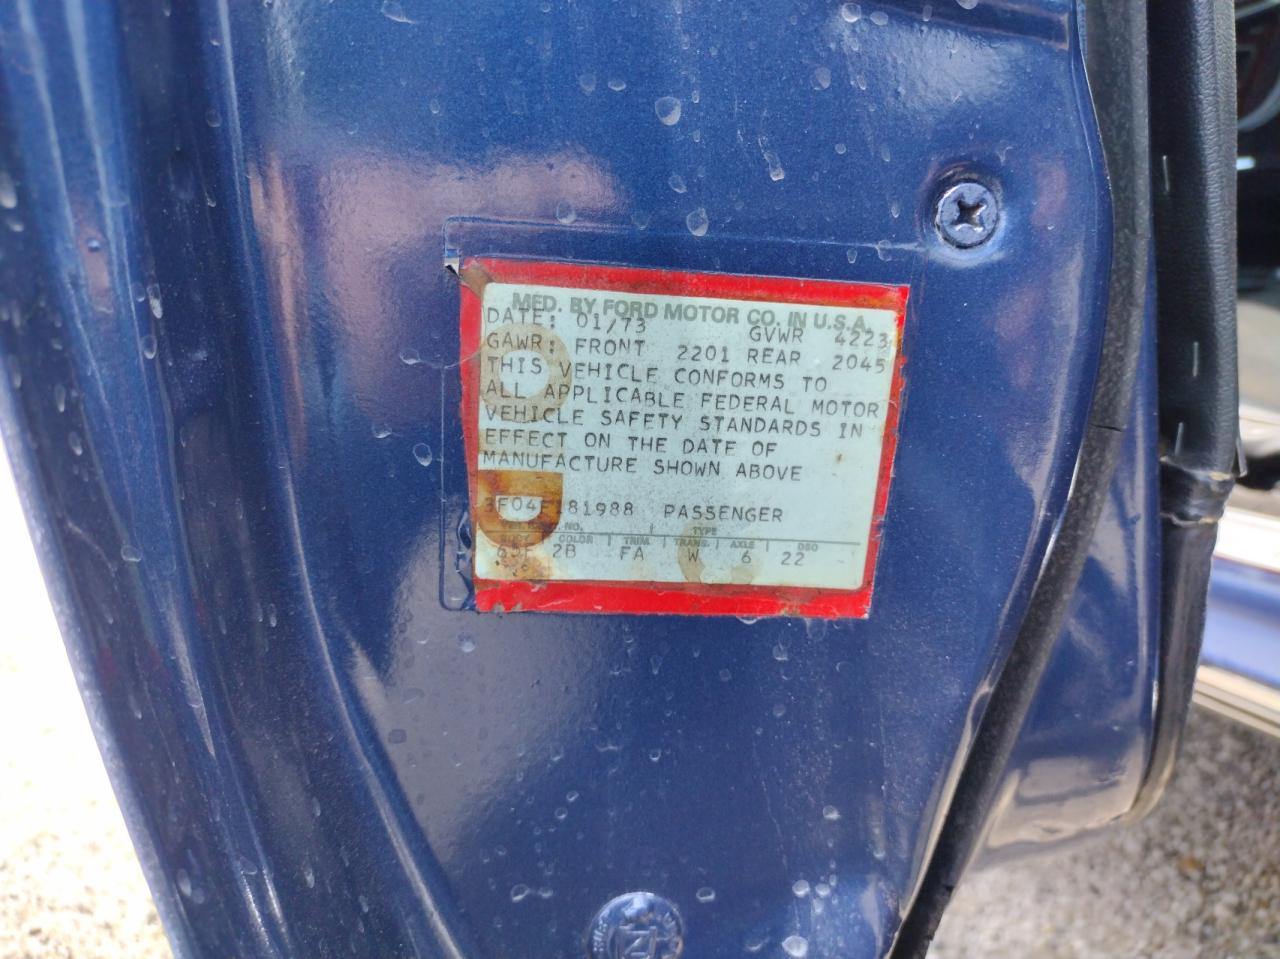 MFD. BY FORD MOTOR CO. IN U.S.A.
DATE: 01/73 GVWR 4223
GAWR: FRONT 2201 REAR 2045
THIS VEHICLE CONFORMS TO
ALL APPLICABLE FEDERAL MOTOR
VEHICLE SAFETY STANDARDS IN
EFFECT ON THE DATE OF
MANUFACTURE SHOWN ABOVE
3F04F181988 PASSENGER
NO. TYPE
BODY COLOR TRIM TRANS. AXLE DSO
2B FA W 6 22